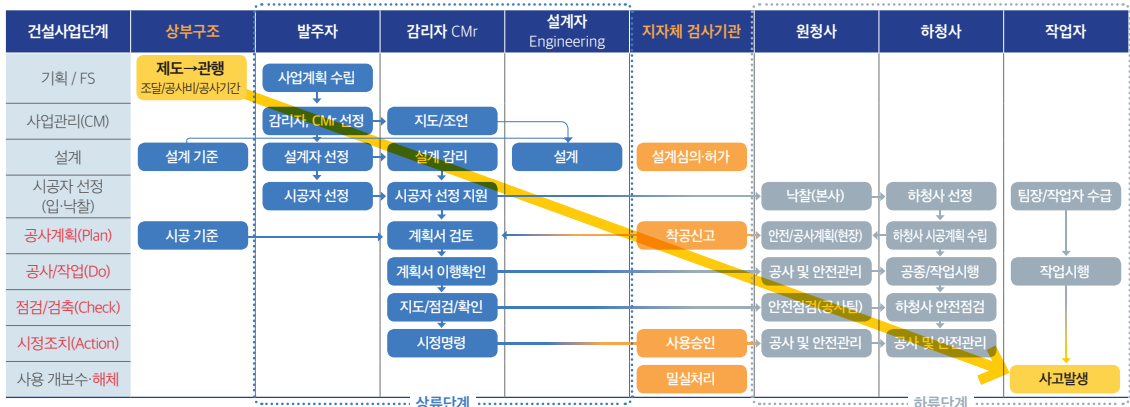 건설사업단계 상부구조 발주자 감리자 CMr 설계자 지자체 검사기관 원청사 하청사 작업자
Engineering
기획 / FS 제도→관행 사업계획 수립
조달/공사비/공사기간
사업관리(CM) 감리자, CMr 선정 지도/조언
설계 설계 기준 설계자 선정 설계 감리 설계 설계심의·허가
시공자 선정 시공자 선정 시공자 선정 지원 낙찰(본사) 하청사 선정 팀장/작업자 수급
(입·낙찰)
공사계획(Plan) 시공 기준 계획서 검토 착공신고 안전/공사계획(현장) 하청사 시공계획 수립
공사/작업(Do) 계획서 이행확인 공사 및 안전관리 공종/작업시행 작업시행
점검/검축(Check) 지도/점검/확인 안전점검(공사팀) 하청사 안전점검
시정조치(Action) 시정명령 사용승인 공사 및 안전관리 공사 및 안전관리
사용 개보수·해체 밀실처리 사고발생
상류단계 하류단계